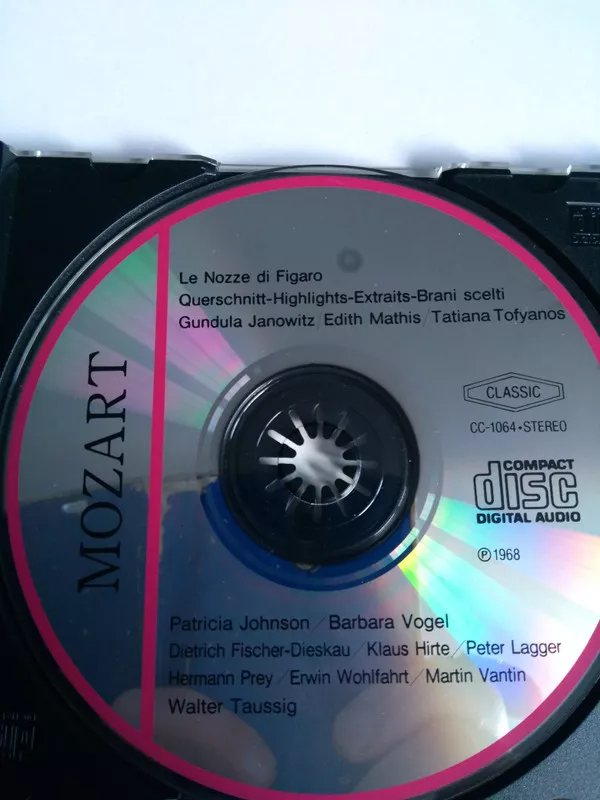 Le Nozze di Figaro
Querschnitt-Highlights-Extraits-Brani scelti
Gundula Janowitz/Edith Mathis/Tatiana Tofyanos
MOZART
CLASSIC
CC-1064•STEREO
COMPACT
disc
DIGITAL AUDIO
℗1968
Patricia Johnson/Barbara Vogel
Dietrich Fischer-Dieskau/Klaus Hirte/Peter Lagger
Hermann Prey/Erwin Wohlfahrt/Martin Vantin
Walter Taussig